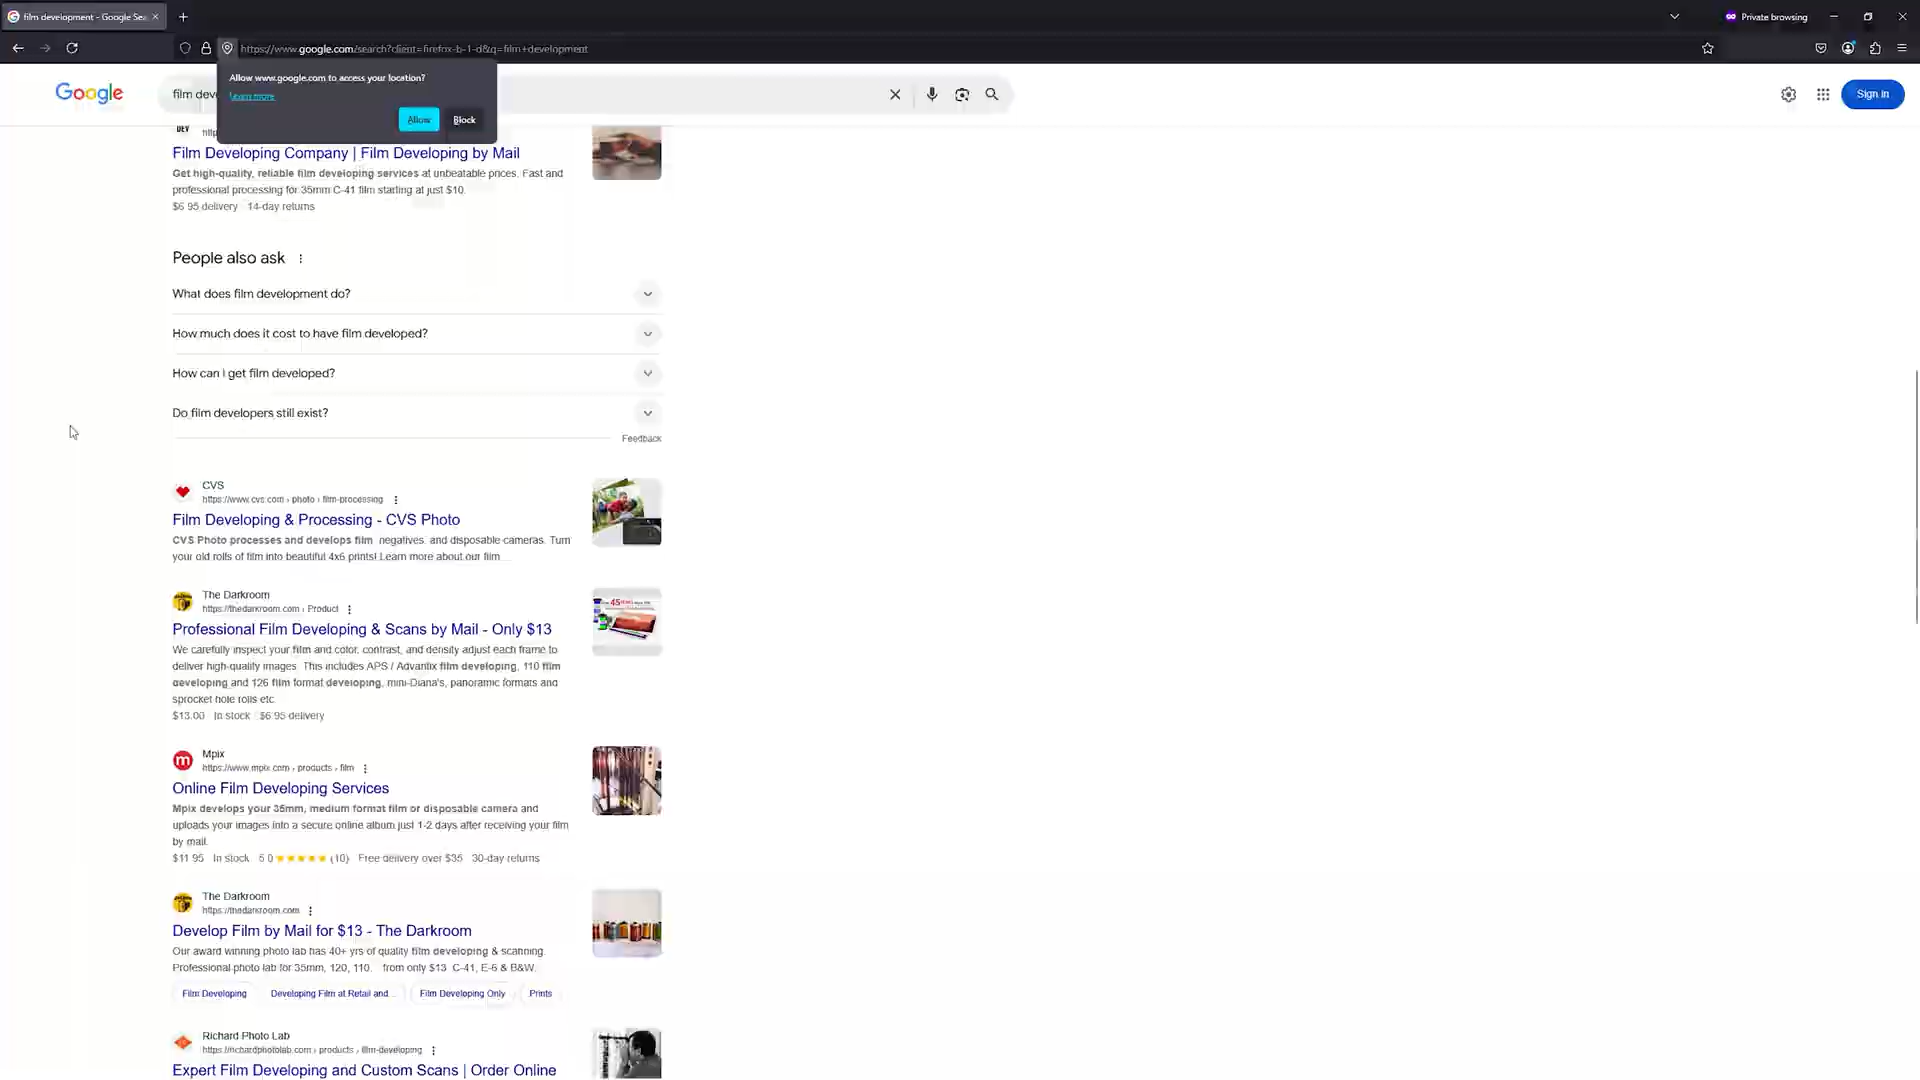 film development - Google Sea
Private browsing
https://www.google.com/search?client=firefox-b-1-d&q=film+development
Allow www.google.com to access your location?
Learn more
Allow
Block
Google
film deve
Sign in
DEV
Film Developing Company | Film Developing by Mail
Get high-quality, reliable film developing services at unbeatable prices. Fast and
professional processing for 35mm C-41 film starting at just $10.
$6.95 delivery 14-day returns
People also ask
What does film development do?
How much does it cost to have film developed?
How can I get film developed?
Do film developers still exist?
Feedback
CVS
https://www.cvs.com › photo › film-processing
Film Developing & Processing - CVS Photo
CVS Photo processes and develops film negatives and disposable cameras. Turn
your old rolls of film into beautiful 4x6 prints! Learn more about our film ...
The Darkroom
https://thedarkroom.com › Product
Professional Film Developing & Scans by Mail - Only $13
We carefully inspect your film and color, contrast, and density adjust each frame to
deliver high-quality images. This includes APS / Advantix film developing, 110 film
developing and 126 film format developing, mini-Diana's, panoramic formats and
sprocket hole rolls etc.
$13.00 In stock $6.95 delivery
Mpix
https://www.mpix.com › products › film
Online Film Developing Services
Mpix develops your 35mm, medium format film or disposable camera and
uploads your images into a secure online album just 1-2 days after receiving your film
by mail.
$11.95 In stock 5.0 (10) Free delivery over $35 30-day returns
The Darkroom
https://thedarkroom.com
Develop Film by Mail for $13 - The Darkroom
Our award winning photo lab has 40+ yrs of quality film developing & scanning.
Professional photo lab for 35mm, 120, 110. from only $13 C-41, E-6 & B&W.
Film Developing
Developing Film at Retail and...
Film Developing Only
Prints
Richard Photo Lab
https://richardphotolab.com › products › film-developing
Expert Film Developing and Custom Scans | Order Online